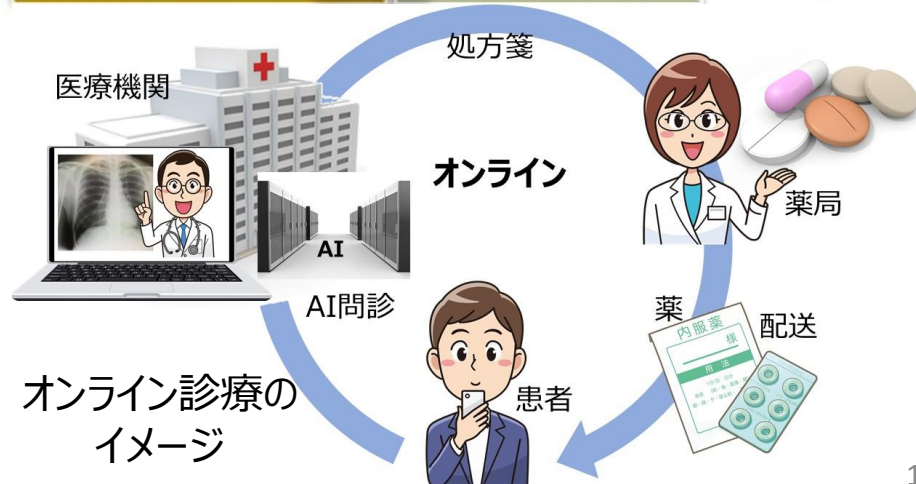 処方箋
医療機関
オンライン
薬局
AI
AI問診
薬
配送
内服薬
様
用法
患者
オンライン診療の
イメージ
1